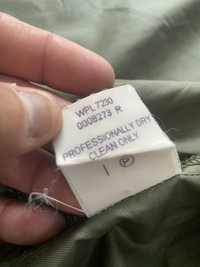 WPL 7230
0008273 R
PROFESSIONALLY DRY
CLEAN ONLY
I Ⓟ